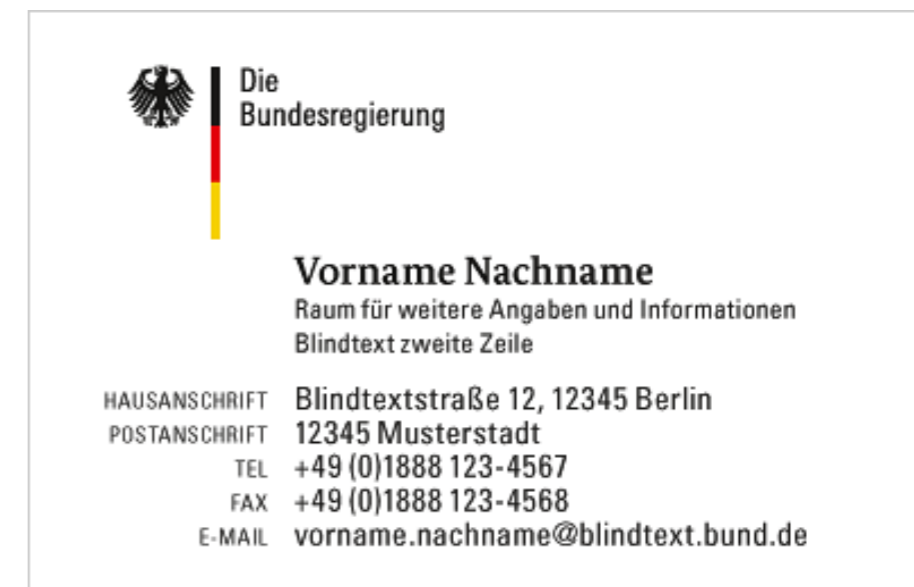 Die
Bundesregierung
Vorname Nachname
Raum für weitere Angaben und Informationen
Blindtext zweite Zeile
HAUSANSCHRIFT Blindtextstraße 12, 12345 Berlin
POSTANSCHRIFT 12345 Musterstadt
TEL +49 (0)1888 123-4567
FAX +49 (0)1888 123-4568
E-MAIL vorname.nachname@blindtext.bund.de